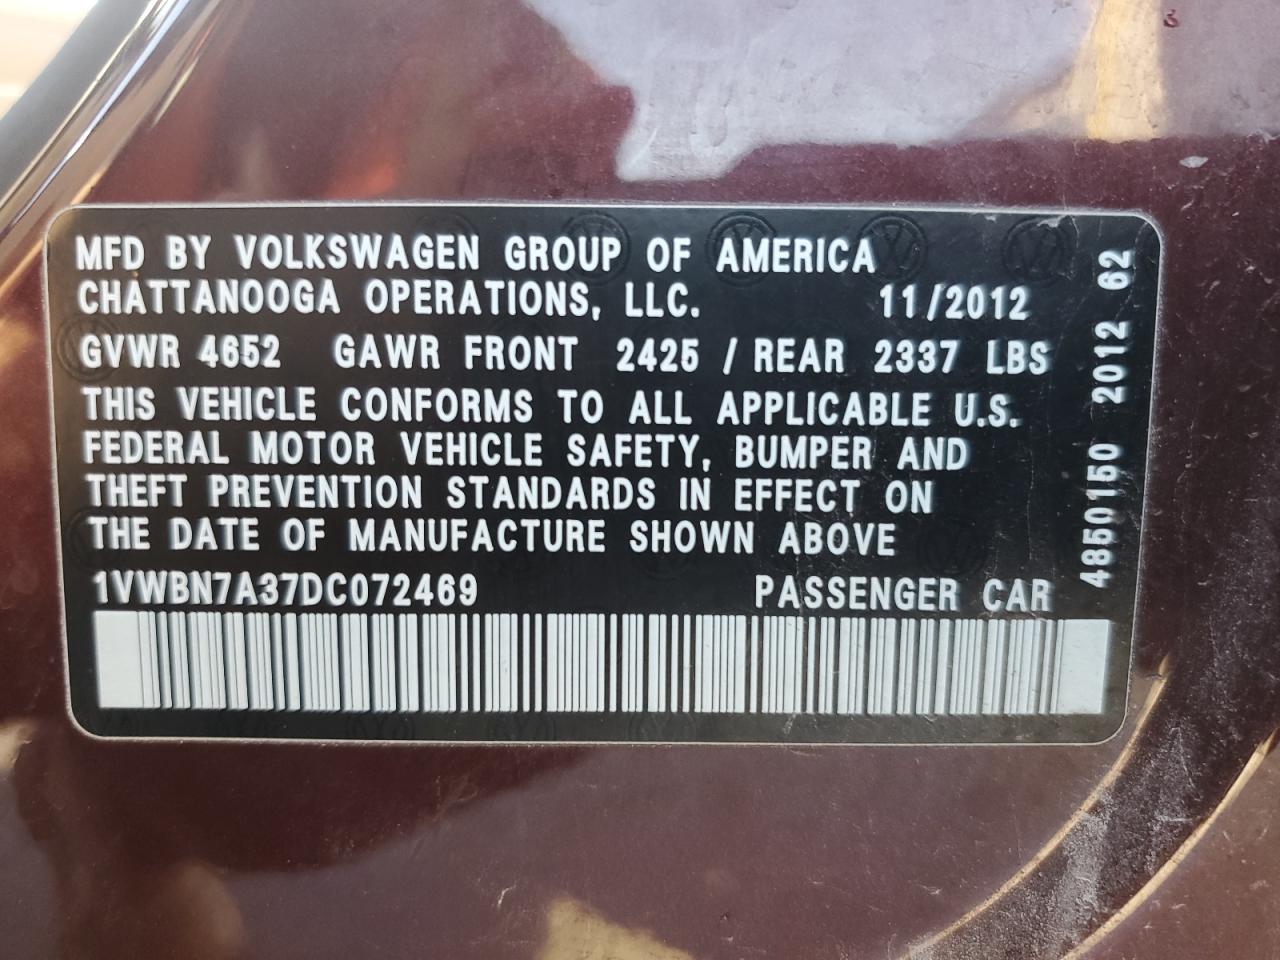 MFD BY VOLKSWAGEN GROUP OF AMERICA
CHATTANOOGA OPERATIONS, LLC. 11/2012
GVWR 4652 GAWR FRONT 2425 / REAR 2337 LBS
THIS VEHICLE CONFORMS TO ALL APPLICABLE U.S.
FEDERAL MOTOR VEHICLE SAFETY, BUMPER AND
THEFT PREVENTION STANDARDS IN EFFECT ON
THE DATE OF MANUFACTURE SHOWN ABOVE
1VWBN7A37DC072469 PASSENGER CAR
4850150 2012 62